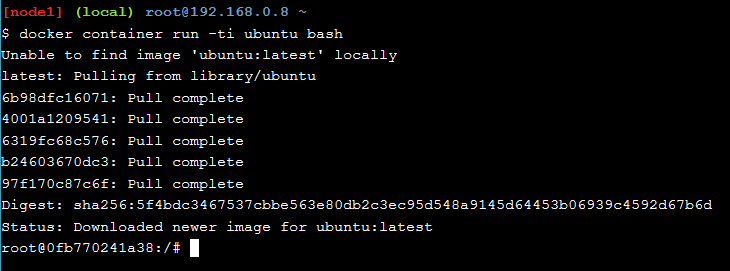 [node1] (local) root@192.168.0.8 ~
$ docker container run -ti ubuntu bash
Unable to find image 'ubuntu:latest' locally
latest: Pulling from library/ubuntu
6b98dfc16071: Pull complete
4001a1209541: Pull complete
6319fc68c576: Pull complete
b24603670dc3: Pull complete
97f170c87c6f: Pull complete
Digest: sha256:5f4bdc3467537cbbe563e80db2c3ec95d548a9145d64453b06939c4592d67b6d
Status: Downloaded newer image for ubuntu:latest
root@0fb770241a38:/#